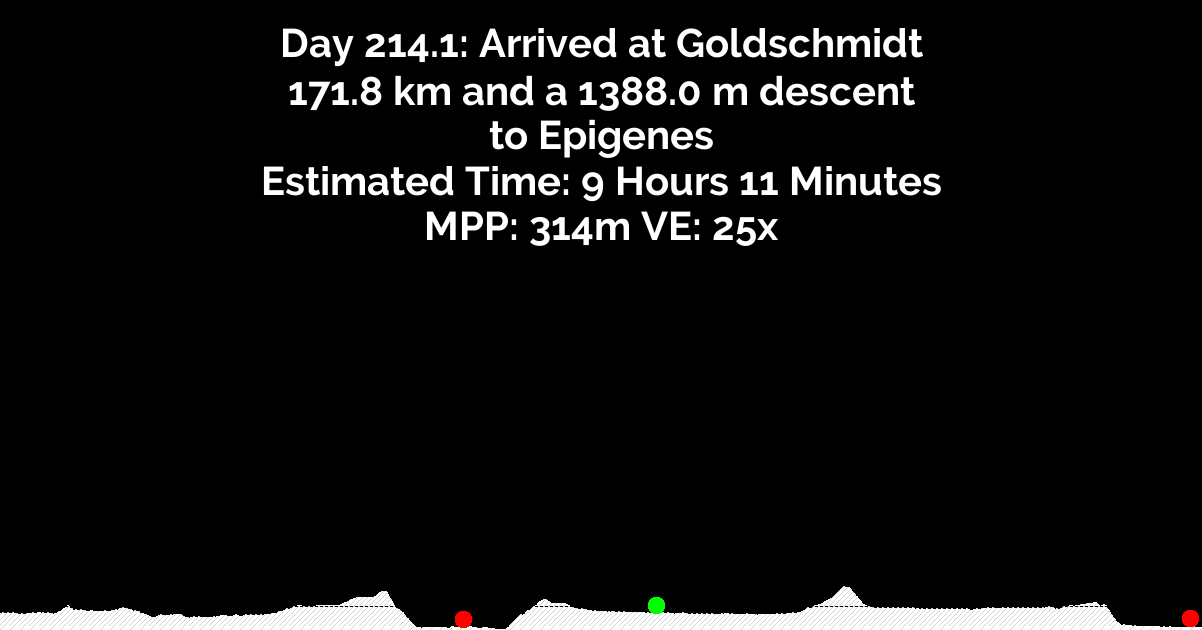 Day 214.1: Arrived at Goldschmidt
171.8 km and a 1388.0 m descent
to Epigenes
Estimated Time: 9 Hours 11 Minutes
MPP: 314m VE: 25x